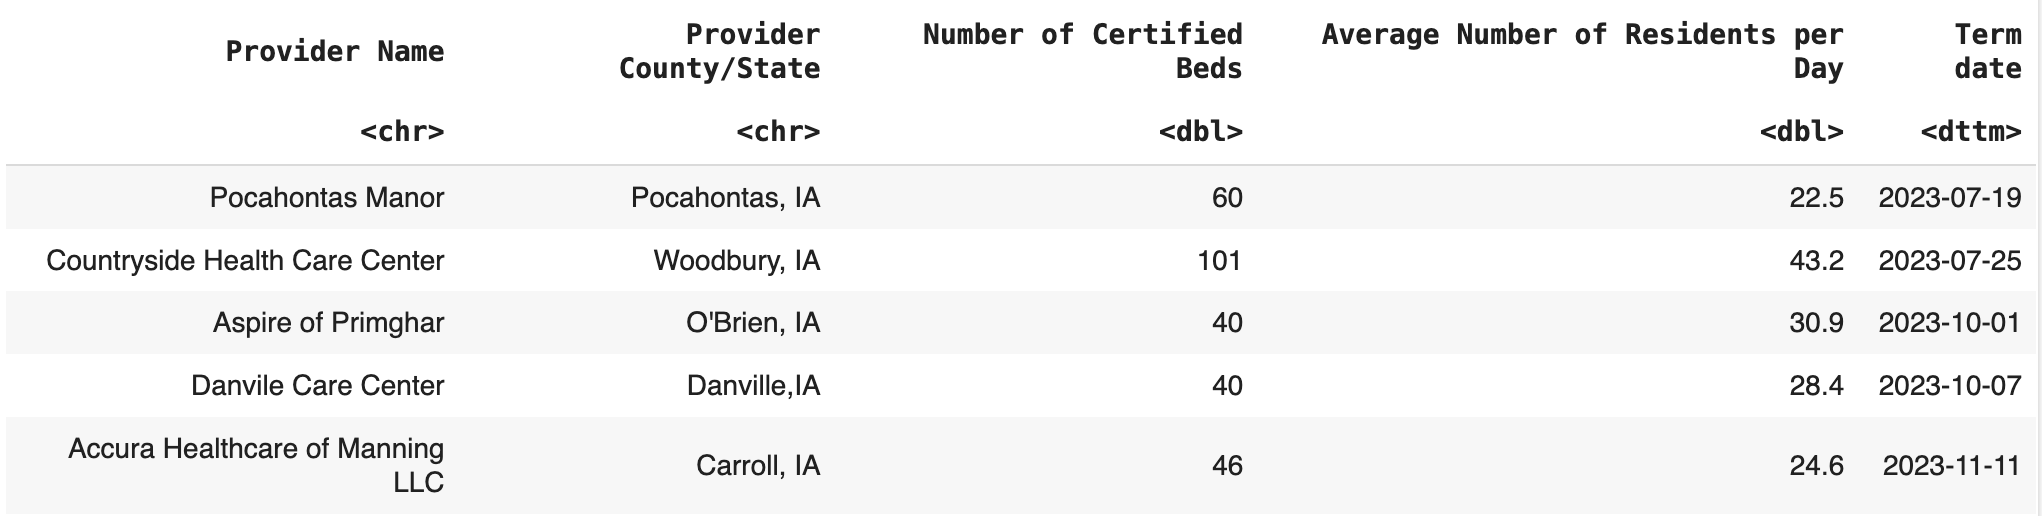 Provider Name Provider County/State Number of Certified Beds Average Number of Residents per Day Term date
<chr> <chr> <dbl> <dbl> <dttm>
Pocahontas Manor Pocahontas, IA 60 22.5 2023-07-19
Countryside Health Care Center Woodbury, IA 101 43.2 2023-07-25
Aspire of Primghar O'Brien, IA 40 30.9 2023-10-01
Danvile Care Center Danville,IA 40 28.4 2023-10-07
Accura Healthcare of Manning LLC Carroll, IA 46 24.6 2023-11-11